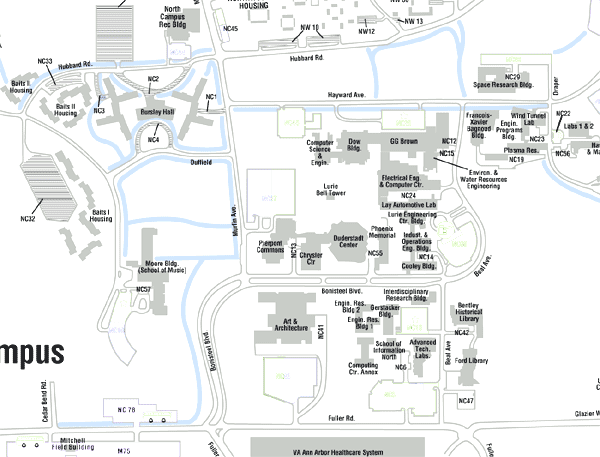 North
Campus
Rec Bldg
HOUSING
NC45
NW 10
NW12
NW 13
Hubbard Rd.
NC33
Hubbard Rd.
Baits I
Housing
Baits II
Housing
NC3
NC2
NC1
Bursley Hall
NC4
Hayward Ave.
NC29
Space Research Bldg.
Draper
Francois-
Xavier
Bagnoud
Bldg
Wind Tunnel
Lab
Engin.
Programs
Bldg
NC22
Labs 1 & 2
NC23
Plasma Res.
NC19
NC56
Duffield
Computer
Science
&
Engin.
Dow
Bldg.
GG Brown
NC12
NC15
Environ. &
Water Resources
Engineering
Electrical Eng.
& Computer Ctr.
NC24
Lay Automotive Lab
Lurie
Bell Tower
Lurie Engineering
Ctr. Bldg.
NC32
Baits I
Housing
Murfin Ave.
Pierpont
Commons
NC13
Chrysler
Ctr
Duderstadt
Center
Phoenix
Memorial
NC55
Indust. &
Operations
Eng. Bldg.
NC14
Cooley Bldg.
Beal Ave.
Moore Bldg.
(School of Music)
NC57
Bonisteel Blvd.
Bonisteel Blvd.
Interdisciplinary
Research Bldg.
Engin. Res.
Bldg 2
Gerstacker
Bldg.
Engin. Res.
Bldg 1
Art &
Architecture
NC41
Bentley
Historical
Library
NC42
School of
Information
North
Advanced
Tech.
Labs.
Beal Ave
Ford Library
Computing
Ctr. Annex
NC6
NC47
mpus
Cedar Bend Rd.
NC 78
Fuller Rd.
Glazier W
Mitchell
Field Building
M75
Fuller
VA Ann Arbor Healthcare System